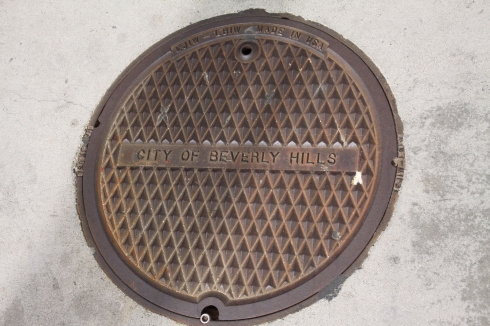 MADE IN USA
CITY OF BEVERLY HILLS